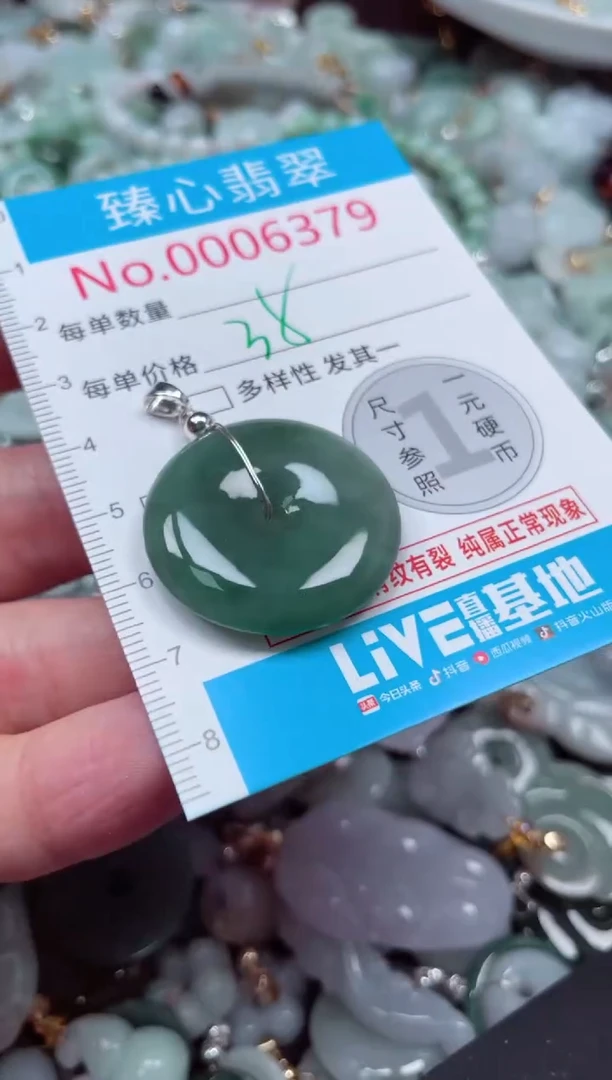 臻心翡翠
No.0006379
每单数量
每单价格 38
多样性 发其一
尺寸参照
1
一元硬币
纹有裂 纯属正常现象
LiVE直播基地
头条 今日头条 抖音 西瓜视频 抖音火山版
1
2
3
4
5
6
7
8